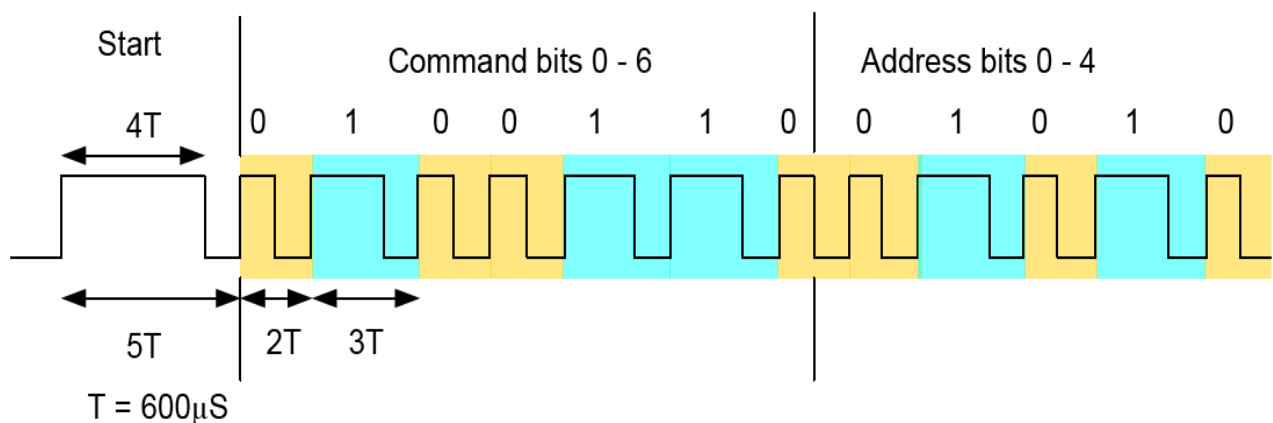 Start
Command bits 0 - 6
Address bits 0 - 4
4T
0 1 0 0 1 1 0 0 1 0 1 0
5T
2T
3T
T = 600μS